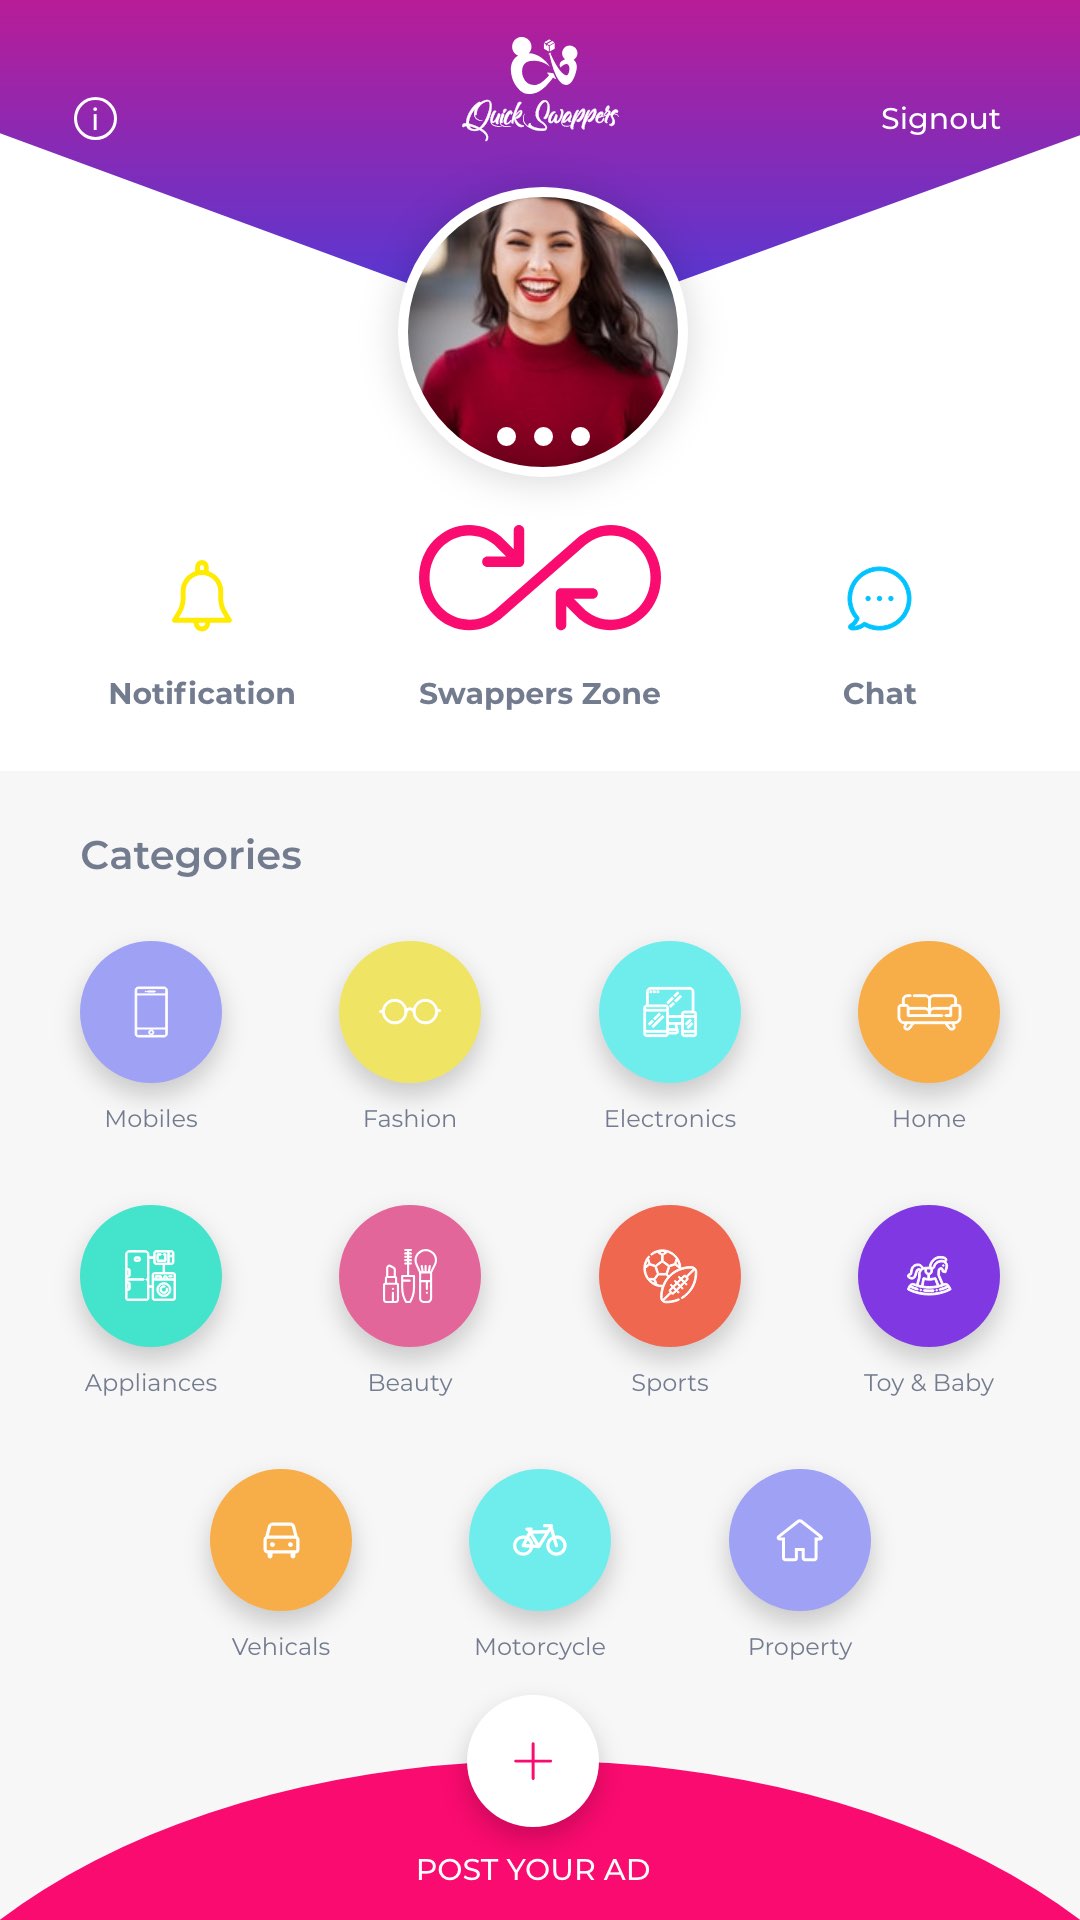 Quick Swappers
Signout
Notification
Swappers Zone
Chat
Categories
Mobiles
Fashion
Electronics
Home
Appliances
Beauty
Sports
Toy & Baby
Vehicals
Motorcycle
Property
POST YOUR AD